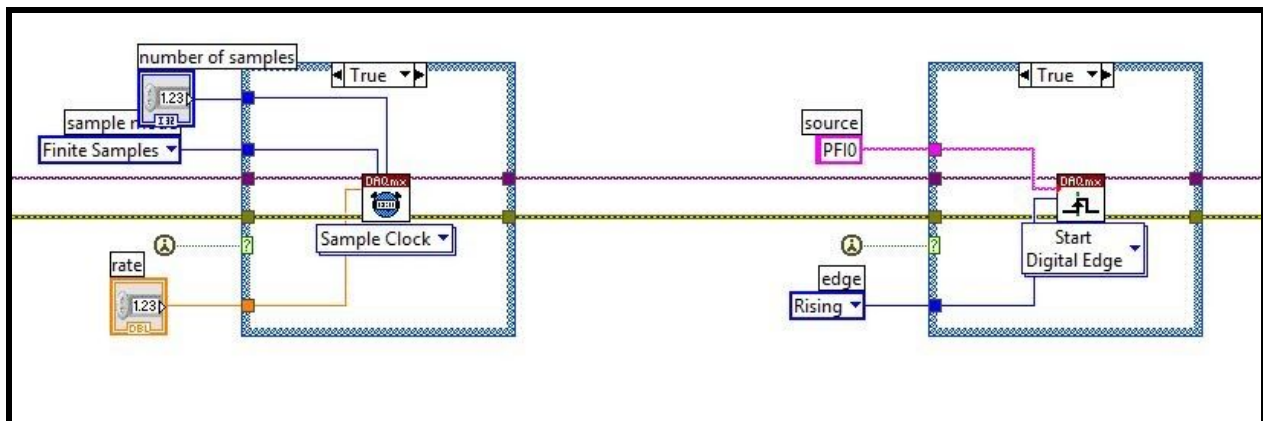 number of samples
True
1.23
I32
sample m
Finite Samples
DAQmx
Sample Clock
?
rate
1.23
DBL
True
source
PFI0
DAQmx
Start
Digital Edge
?
edge
Rising